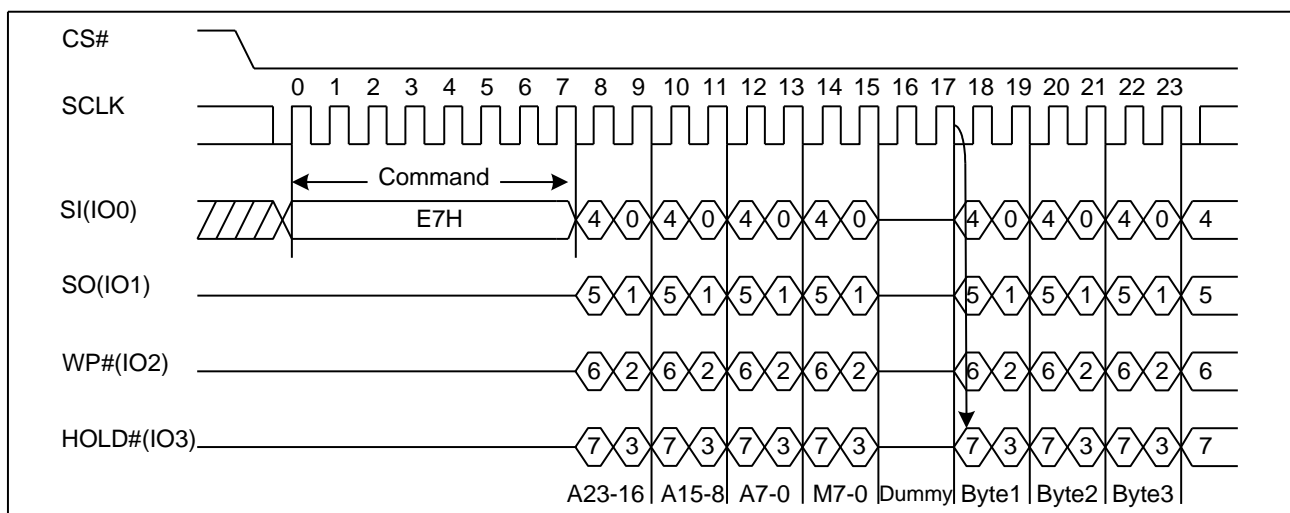 CS#
0 1 2 3 4 5 6 7 8 9 10 11 12 13 14 15 16 17 18 19 20 21 22 23
SCLK
Command
SI(IO0) E7H 4 0 4 0 4 0 4 0 4 0 4 0 4 0 4
SO(IO1) 5 1 5 1 5 1 5 1 5 1 5 1 5 1 5
WP#(IO2) 6 2 6 2 6 2 6 2 6 2 6 2 6 2 6
HOLD#(IO3) 7 3 7 3 7 3 7 3 7 3 7 3 7 3 7
A23-16 A15-8 A7-0 M7-0 Dummy Byte1 Byte2 Byte3